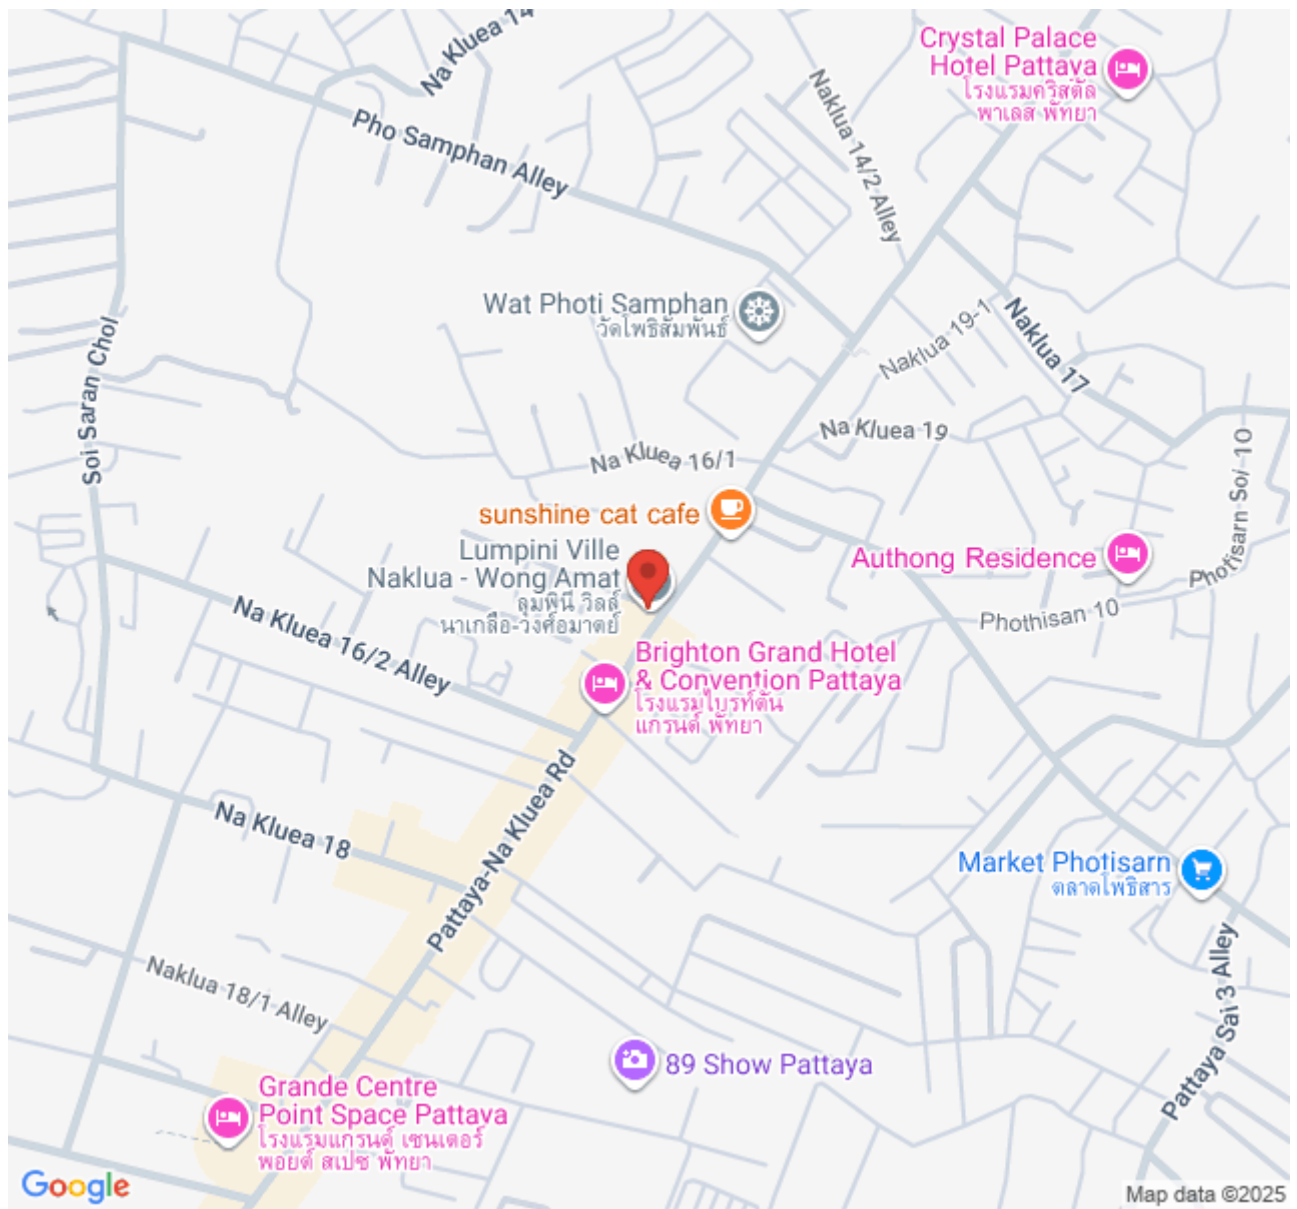 Na Kluea 14
Crystal Palace
Hotel Pattaya
โรงแรมคริสตัล
พาเลส พัทยา
Pho Samphan Alley
Naklua 14/2 Alley
Wat Photi Samphan
วัดโพธิสัมพันธ์
Naklua 19-1
Naklua 17
Soi Saran Chol
Na Kluea 19
Na Kluea 16/1
Photisarn Soi 10
sunshine cat cafe
Lumpini Ville
Naklua - Wong Amat
ลุมพินี วิลล์
นาเกลือ-วงศ์อมาตย์
Authong Residence
Phothisan 10
Na Kluea 16/2 Alley
Brighton Grand Hotel
& Convention Pattaya
โรงแรมไบรท์ตัน
แกรนด์ พัทยา
Pattaya-Na Kluea Rd
Na Kluea 18
Market Photisarn
ตลาดโพธิสาร
Naklua 18/1 Alley
Pattaya Sai 3 Alley
89 Show Pattaya
Grande Centre
Point Space Pattaya
โรงแรมแกรนด์ เซนเตอร์
พอยต์ สเปซ พัทยา
Google
Map data ©2025